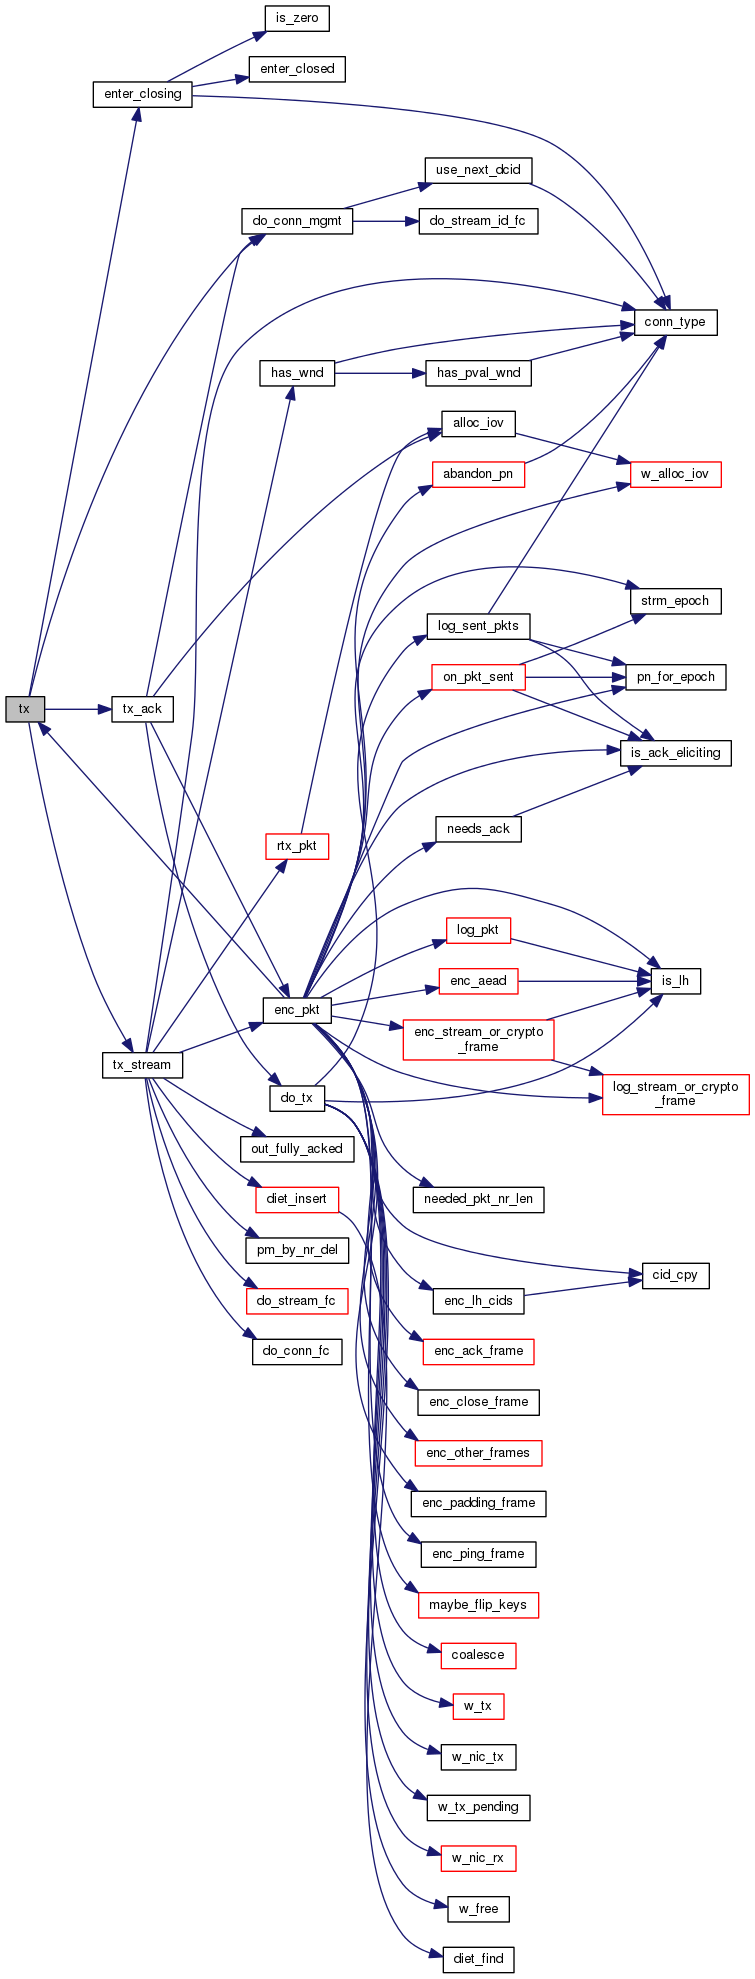 is_zero
enter_closed
enter_closing
use_next_dcid
do_conn_mgmt
do_stream_id_fc
conn_type
has_wnd
has_pval_wnd
alloc_iov
abandon_pn
w_alloc_iov
strm_epoch
log_sent_pkts
on_pkt_sent
pn_for_epoch
tx
tx_ack
is_ack_eliciting
needs_ack
rtx_pkt
log_pkt
enc_aead
is_lh
enc_pkt
enc_stream_or_crypto
_frame
tx_stream
do_tx
log_stream_or_crypto
_frame
out_fully_acked
diet_insert
needed_pkt_nr_len
pm_by_nr_del
cid_cpy
do_stream_fc
enc_lh_cids
do_conn_fc
enc_ack_frame
enc_close_frame
enc_other_frames
enc_padding_frame
enc_ping_frame
maybe_flip_keys
coalesce
w_tx
w_nic_tx
w_tx_pending
w_nic_rx
w_free
diet_find